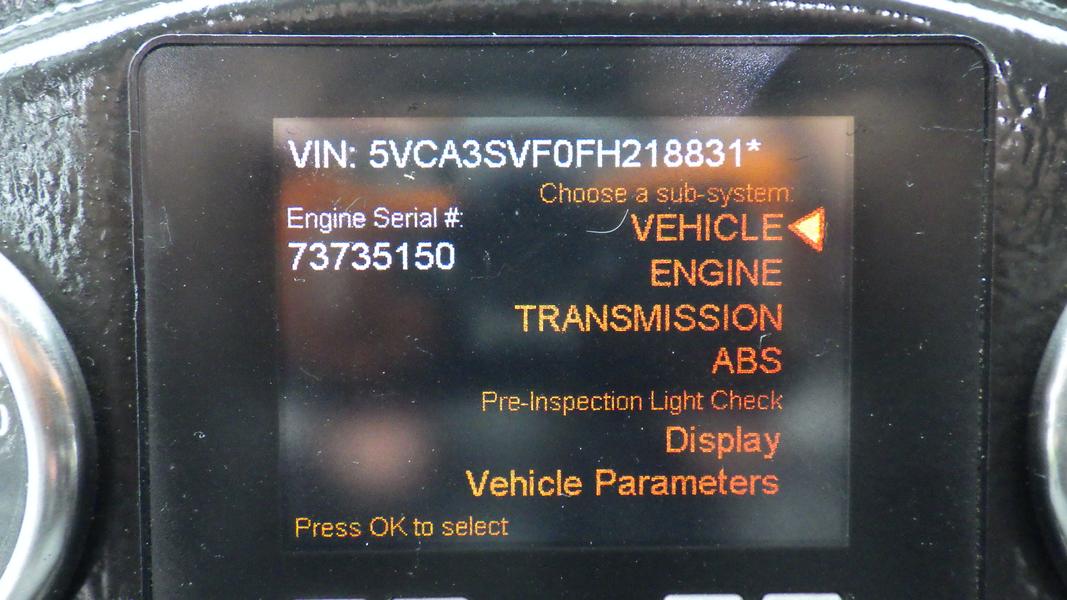 VIN: 5VCA3SVF0FH218831*
Choose a sub-system:
Engine Serial #:
73735150
VEHICLE
ENGINE
TRANSMISSION
ABS
Pre-Inspection Light Check
Display
Vehicle Parameters
Press OK to select